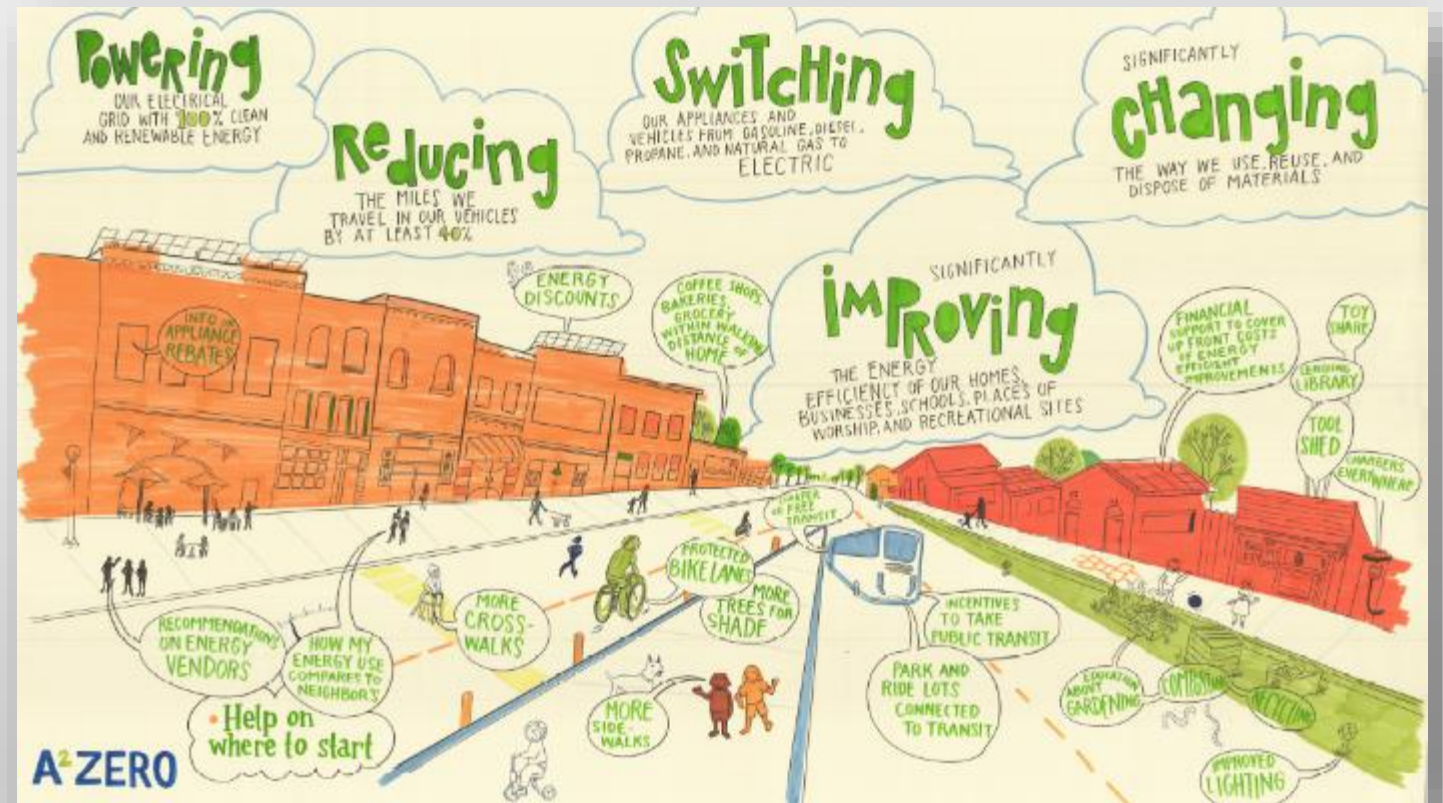 POWERING
OUR ELECTRICAL
GRID WITH 100% CLEAN
AND RENEWABLE ENERGY
REDUCING
THE MILES WE
TRAVEL IN OUR VEHICLES
BY AT LEAST 40%
SWITCHING
OUR APPLIANCES AND
VEHICLES FROM GASOLINE, DIESEL,
PROPANE, AND NATURAL GAS TO
ELECTRIC
SIGNIFICANTLY
CHANGING
THE WAY WE USE, REUSE, AND
DISPOSE OF MATERIALS
SIGNIFICANTLY
IMPROVING
THE ENERGY
EFFICIENCY OF OUR HOMES,
BUSINESSES, SCHOOLS, PLACES OF
WORSHIP, AND RECREATIONAL SITES
INFO ON
APPLIANCE
REBATES
ENERGY
DISCOUNTS
COFFEE SHOPS,
BAKERIES,
GROCERY
WITHIN WALKING
DISTANCE OF
HOME
FINANCIAL
SUPPORT TO COVER
UP FRONT COSTS
OF ENERGY
EFFICIENT
IMPROVEMENTS
TOY
SHARE
LENDING
LIBRARY
TOOL
SHED
CHARGERS
EVERYWHERE
CHEAPER
OR FREE
TRANSIT
PROTECTED
BIKE LANES
MORE
TREES FOR
SHADE
MORE
CROSS-
WALKS
RECOMMENDATIONS
ON ENERGY
VENDORS
HOW MY
ENERGY USE
COMPARES TO
NEIGHBORS
• Help on
where to start
MORE
SIDE-
WALKS
INCENTIVES
TO TAKE
PUBLIC TRANSIT
PARK AND
RIDE LOTS
CONNECTED
TO TRANSIT
EDUCATION
ABOUT
GARDENING
COMPOSTING
RECYCLING
IMPROVED
LIGHTING
A²ZERO